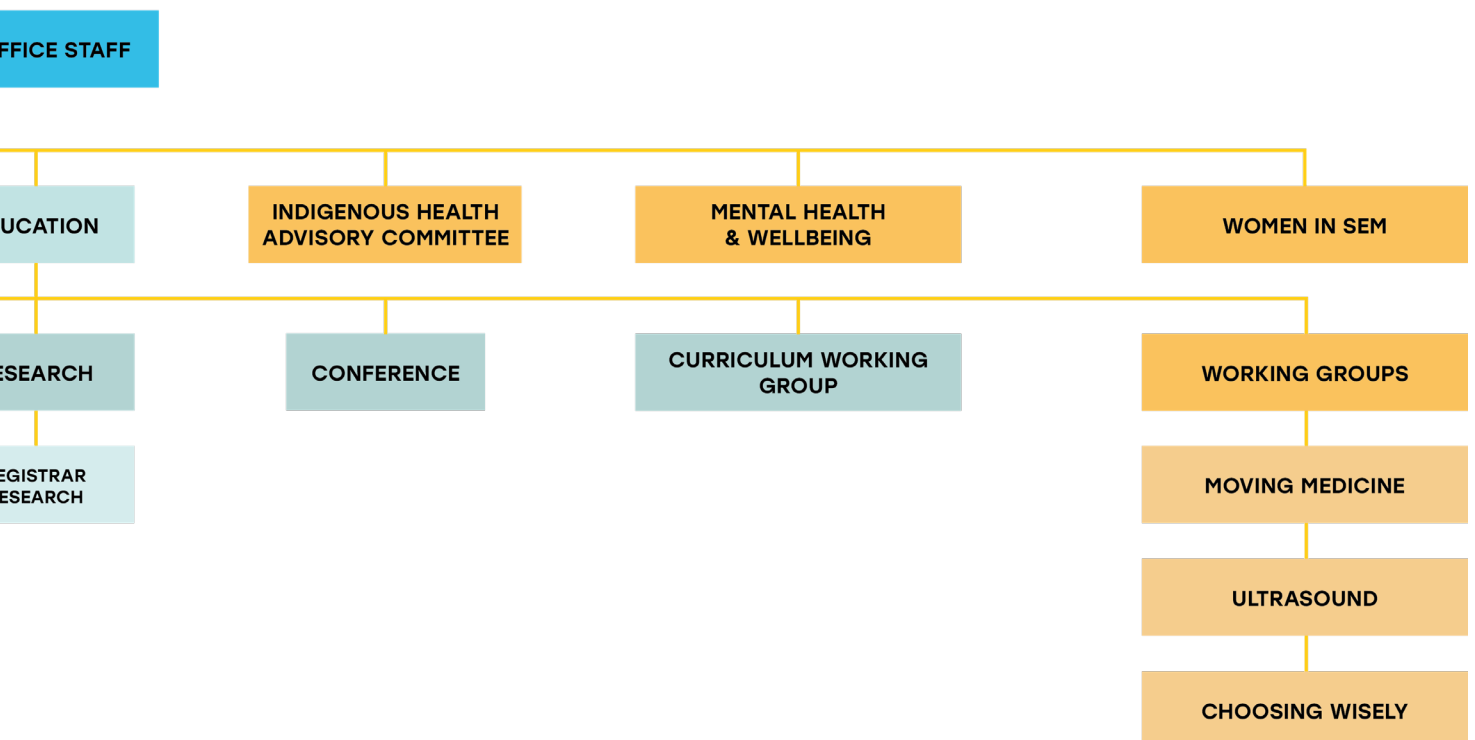 FFICE STAFF
UCATION
INDIGENOUS HEALTH
ADVISORY COMMITTEE
MENTAL HEALTH
& WELLBEING
WOMEN IN SEM
ESEARCH
CONFERENCE
CURRICULUM WORKING
GROUP
WORKING GROUPS
EGISTRAR
ESEARCH
MOVING MEDICINE
ULTRASOUND
CHOOSING WISELY